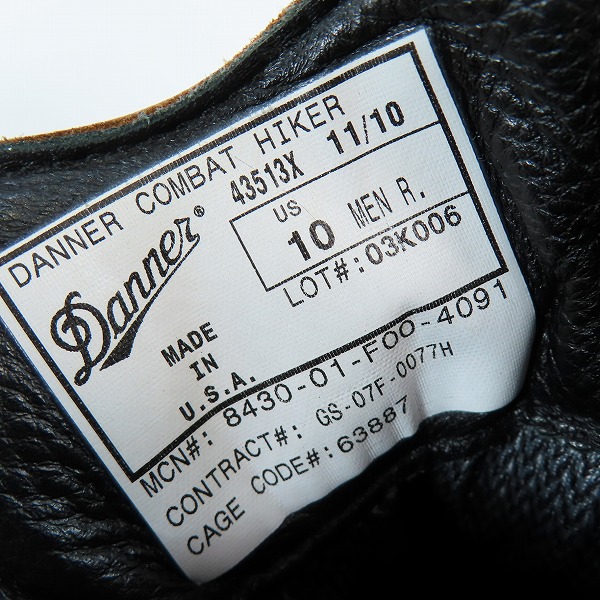 DANNER COMBAT HIKER
43513X 11/10
Danner®
US
10 MEN R.
LOT#: 03K006
MADE
IN
U.S.A.
MCN#: 8430-01-F00-4091
CONTRACT#: GS-07F-0077H
CAGE CODE#: 63887